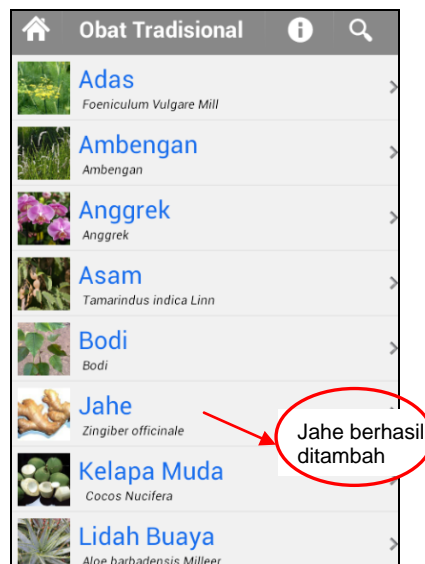 Obat Tradisional
Adas
Foeniculum Vulgare Mill
Ambengan
Ambengan
Anggrek
Anggrek
Asam
Tamarindus indica Linn
Bodi
Bodi
Jahe
Zingiber officinale
Jahe berhasil
ditambah
Kelapa Muda
Cocos Nucifera
Lidah Buaya
Aloe barbadensis Milleer